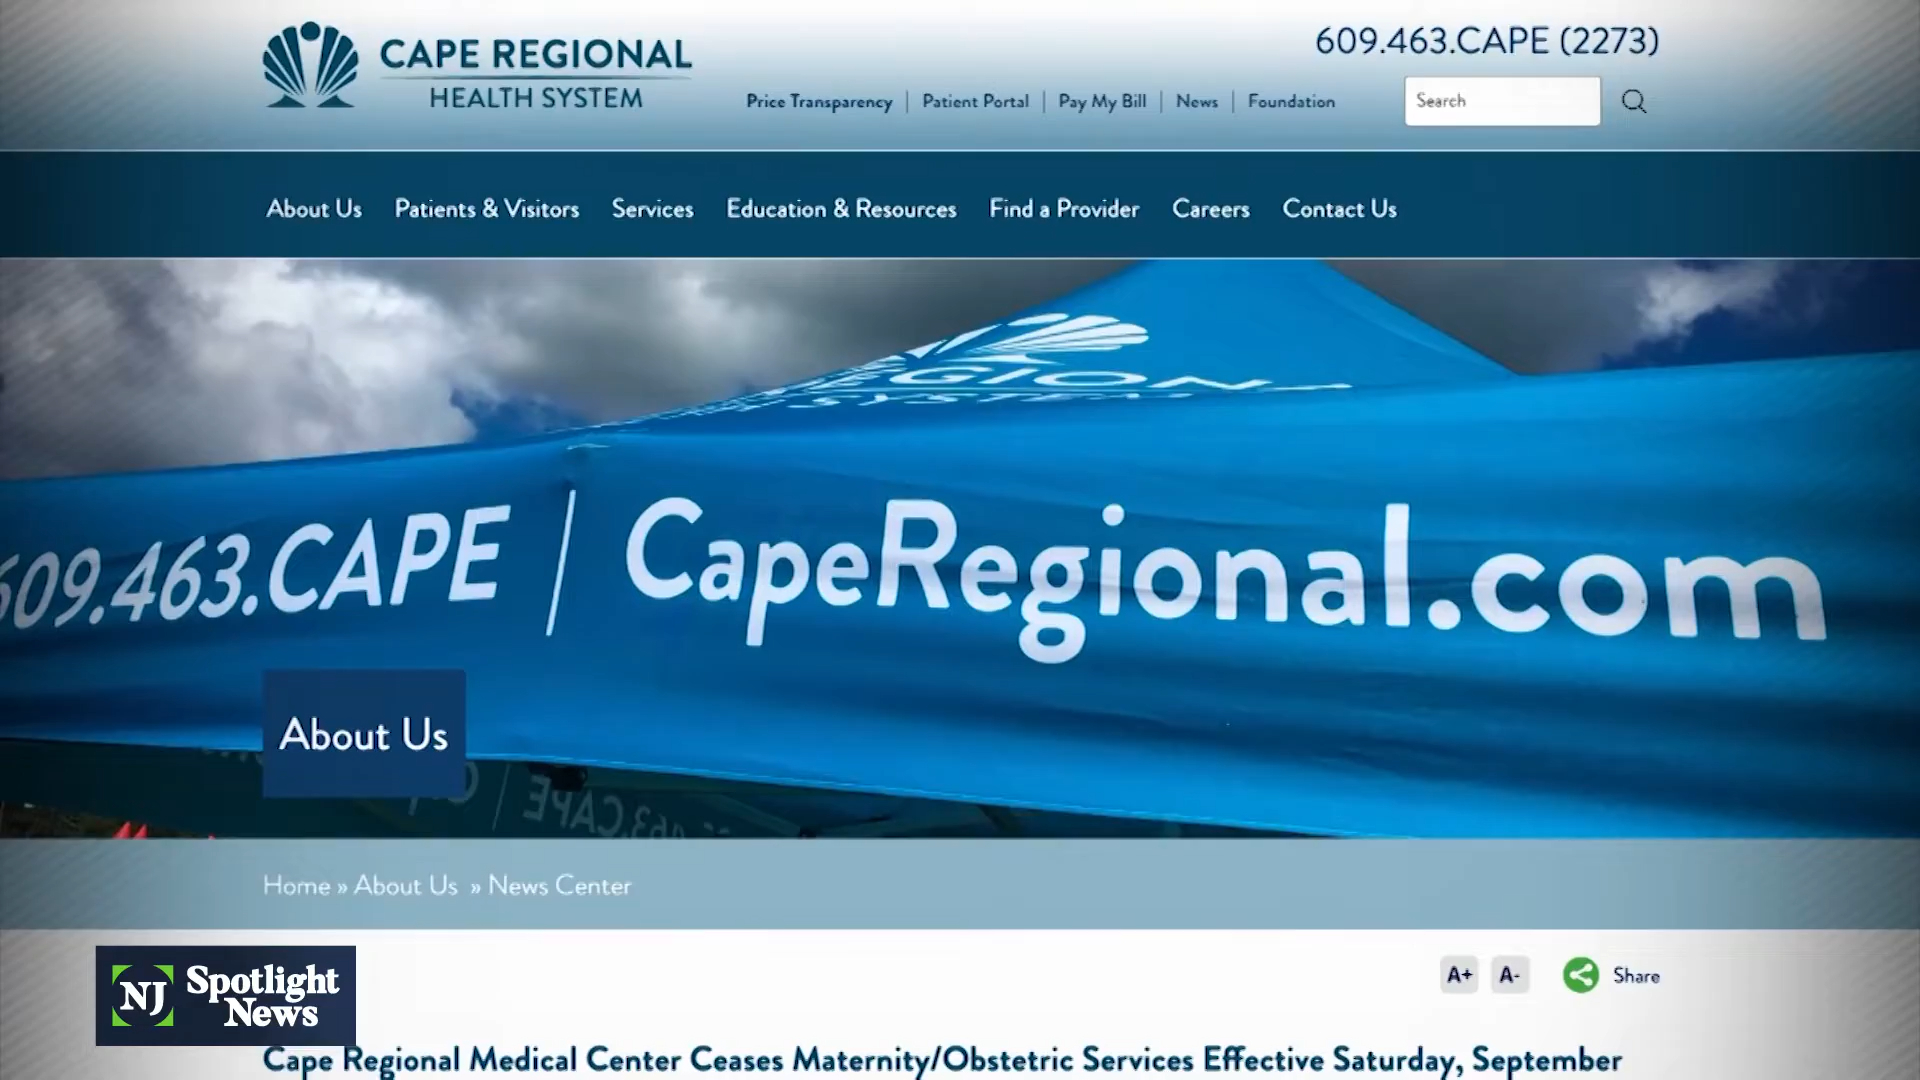 CAPE REGIONAL
HEALTH SYSTEM
609.463.CAPE (2273)
Price Transparency | Patient Portal | Pay My Bill | News | Foundation
Search
About Us Patients & Visitors Services Education & Resources Find a Provider Careers Contact Us
GIONA
SYSTEM
609.463.CAPE | CapeRegional.com
About Us
CAPE
Home » About Us » News Center
A+ A- Share
NJ Spotlight
News
Cape Regional Medical Center Ceases Maternity/Obstetric Services Effective Saturday, September